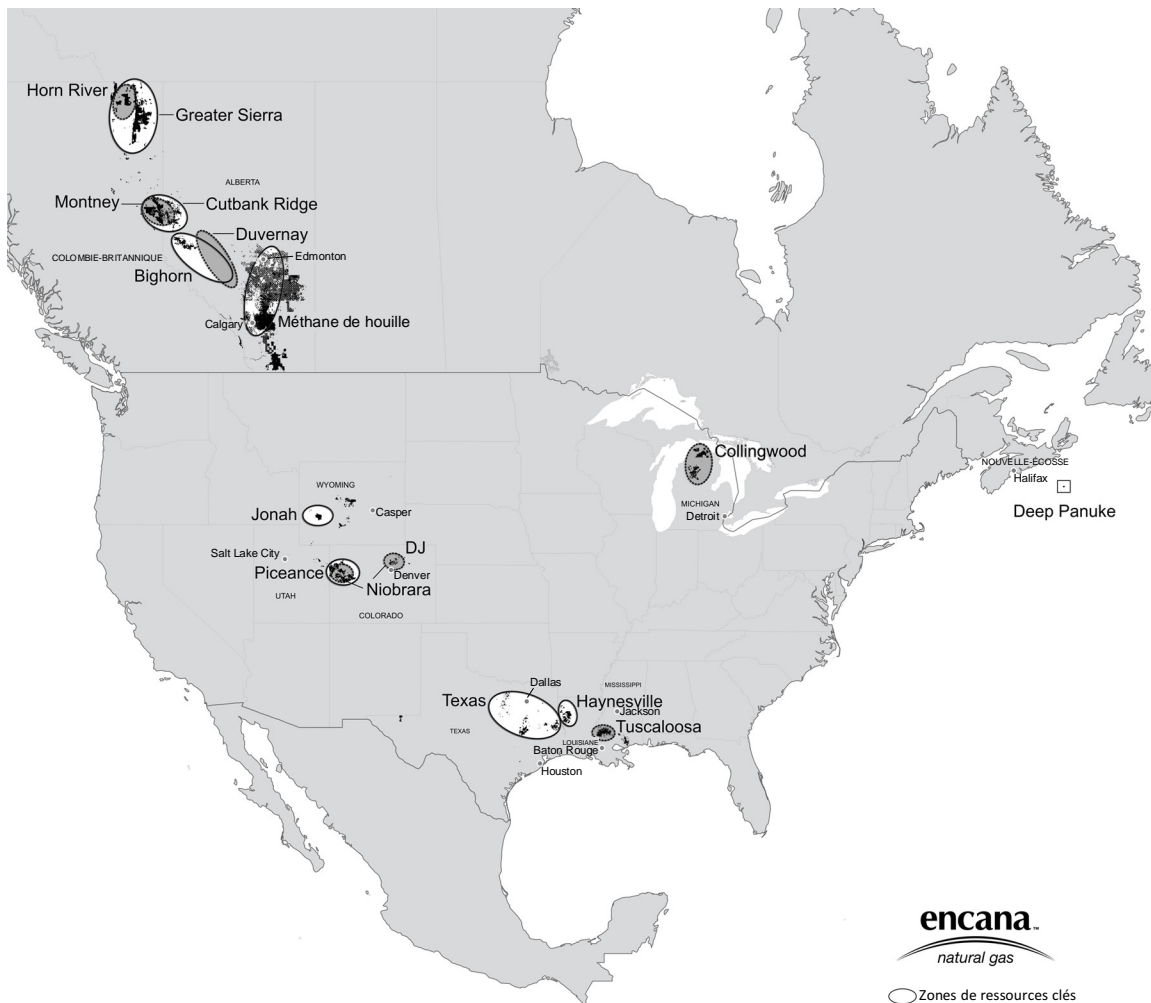 Horn River
Greater Sierra
ALBERTA
Montney
Cutbank Ridge
Duvernay
COLOMBIE-BRITANNIQUE
Edmonton
Bighorn
Calgary
Méthane de houille
Collingwood
NOUVELLE-ÉCOSSE
Halifax
WYOMING
MICHIGAN
Deep Panuke
Jonah
Casper
Detroit
Salt Lake City
DJ
Piceance
Denver
Niobrara
UTAH
COLORADO
Dallas
MISSISSIPPI
Texas
Haynesville
Jackson
TEXAS
Tuscaloosa
LOUISIANE
Baton Rouge
Houston
encana™
natural gas
Zones de ressources clés